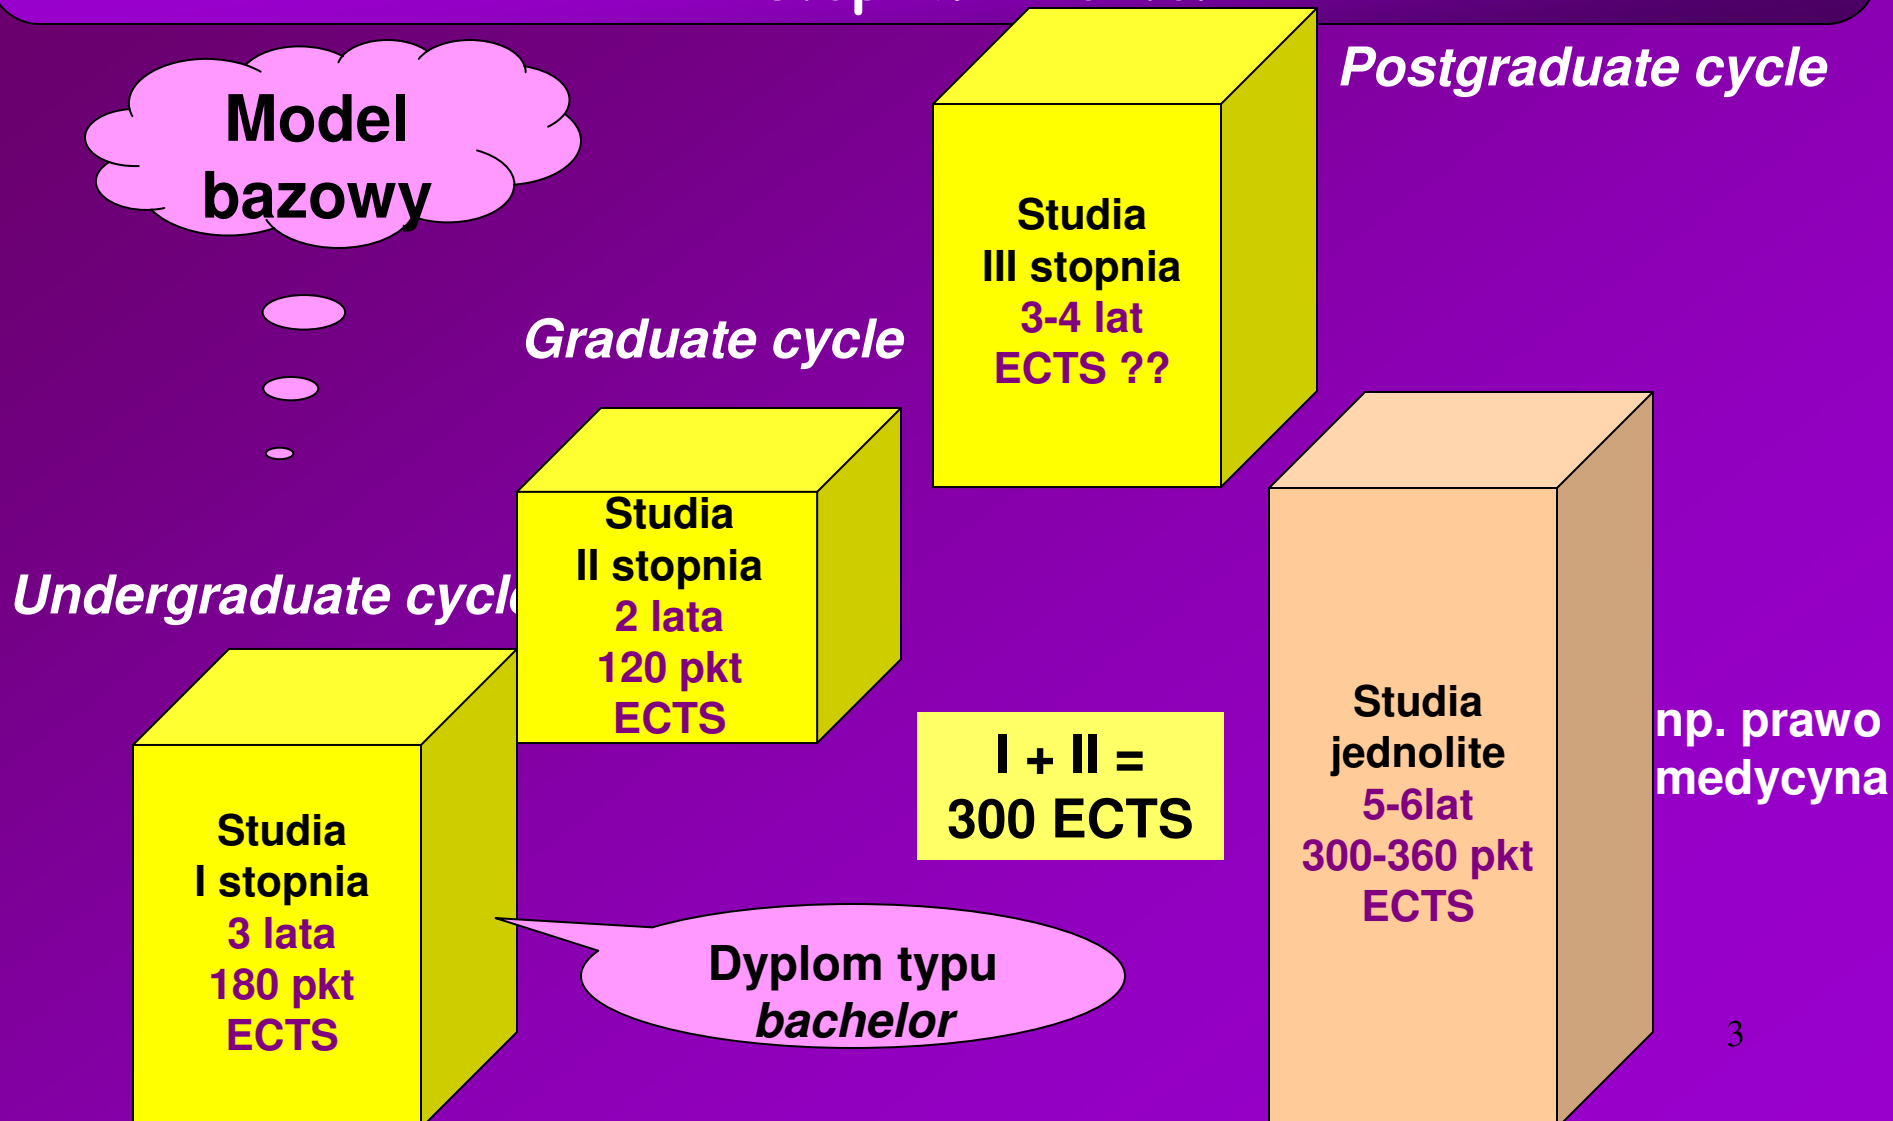 Postgraduate cycle
Model
bazowy
Studia
III stopnia
3-4 lat
ECTS ??
Graduate cycle
Studia
II stopnia
2 lata
120 pkt
ECTS
Undergraduate cycle
Studia
I stopnia
3 lata
180 pkt
ECTS
I + II =
300 ECTS
Studia
jednolite
5-6lat
300-360 pkt
ECTS
np. prawo
medycyna
Dyplom typu
bachelor
3